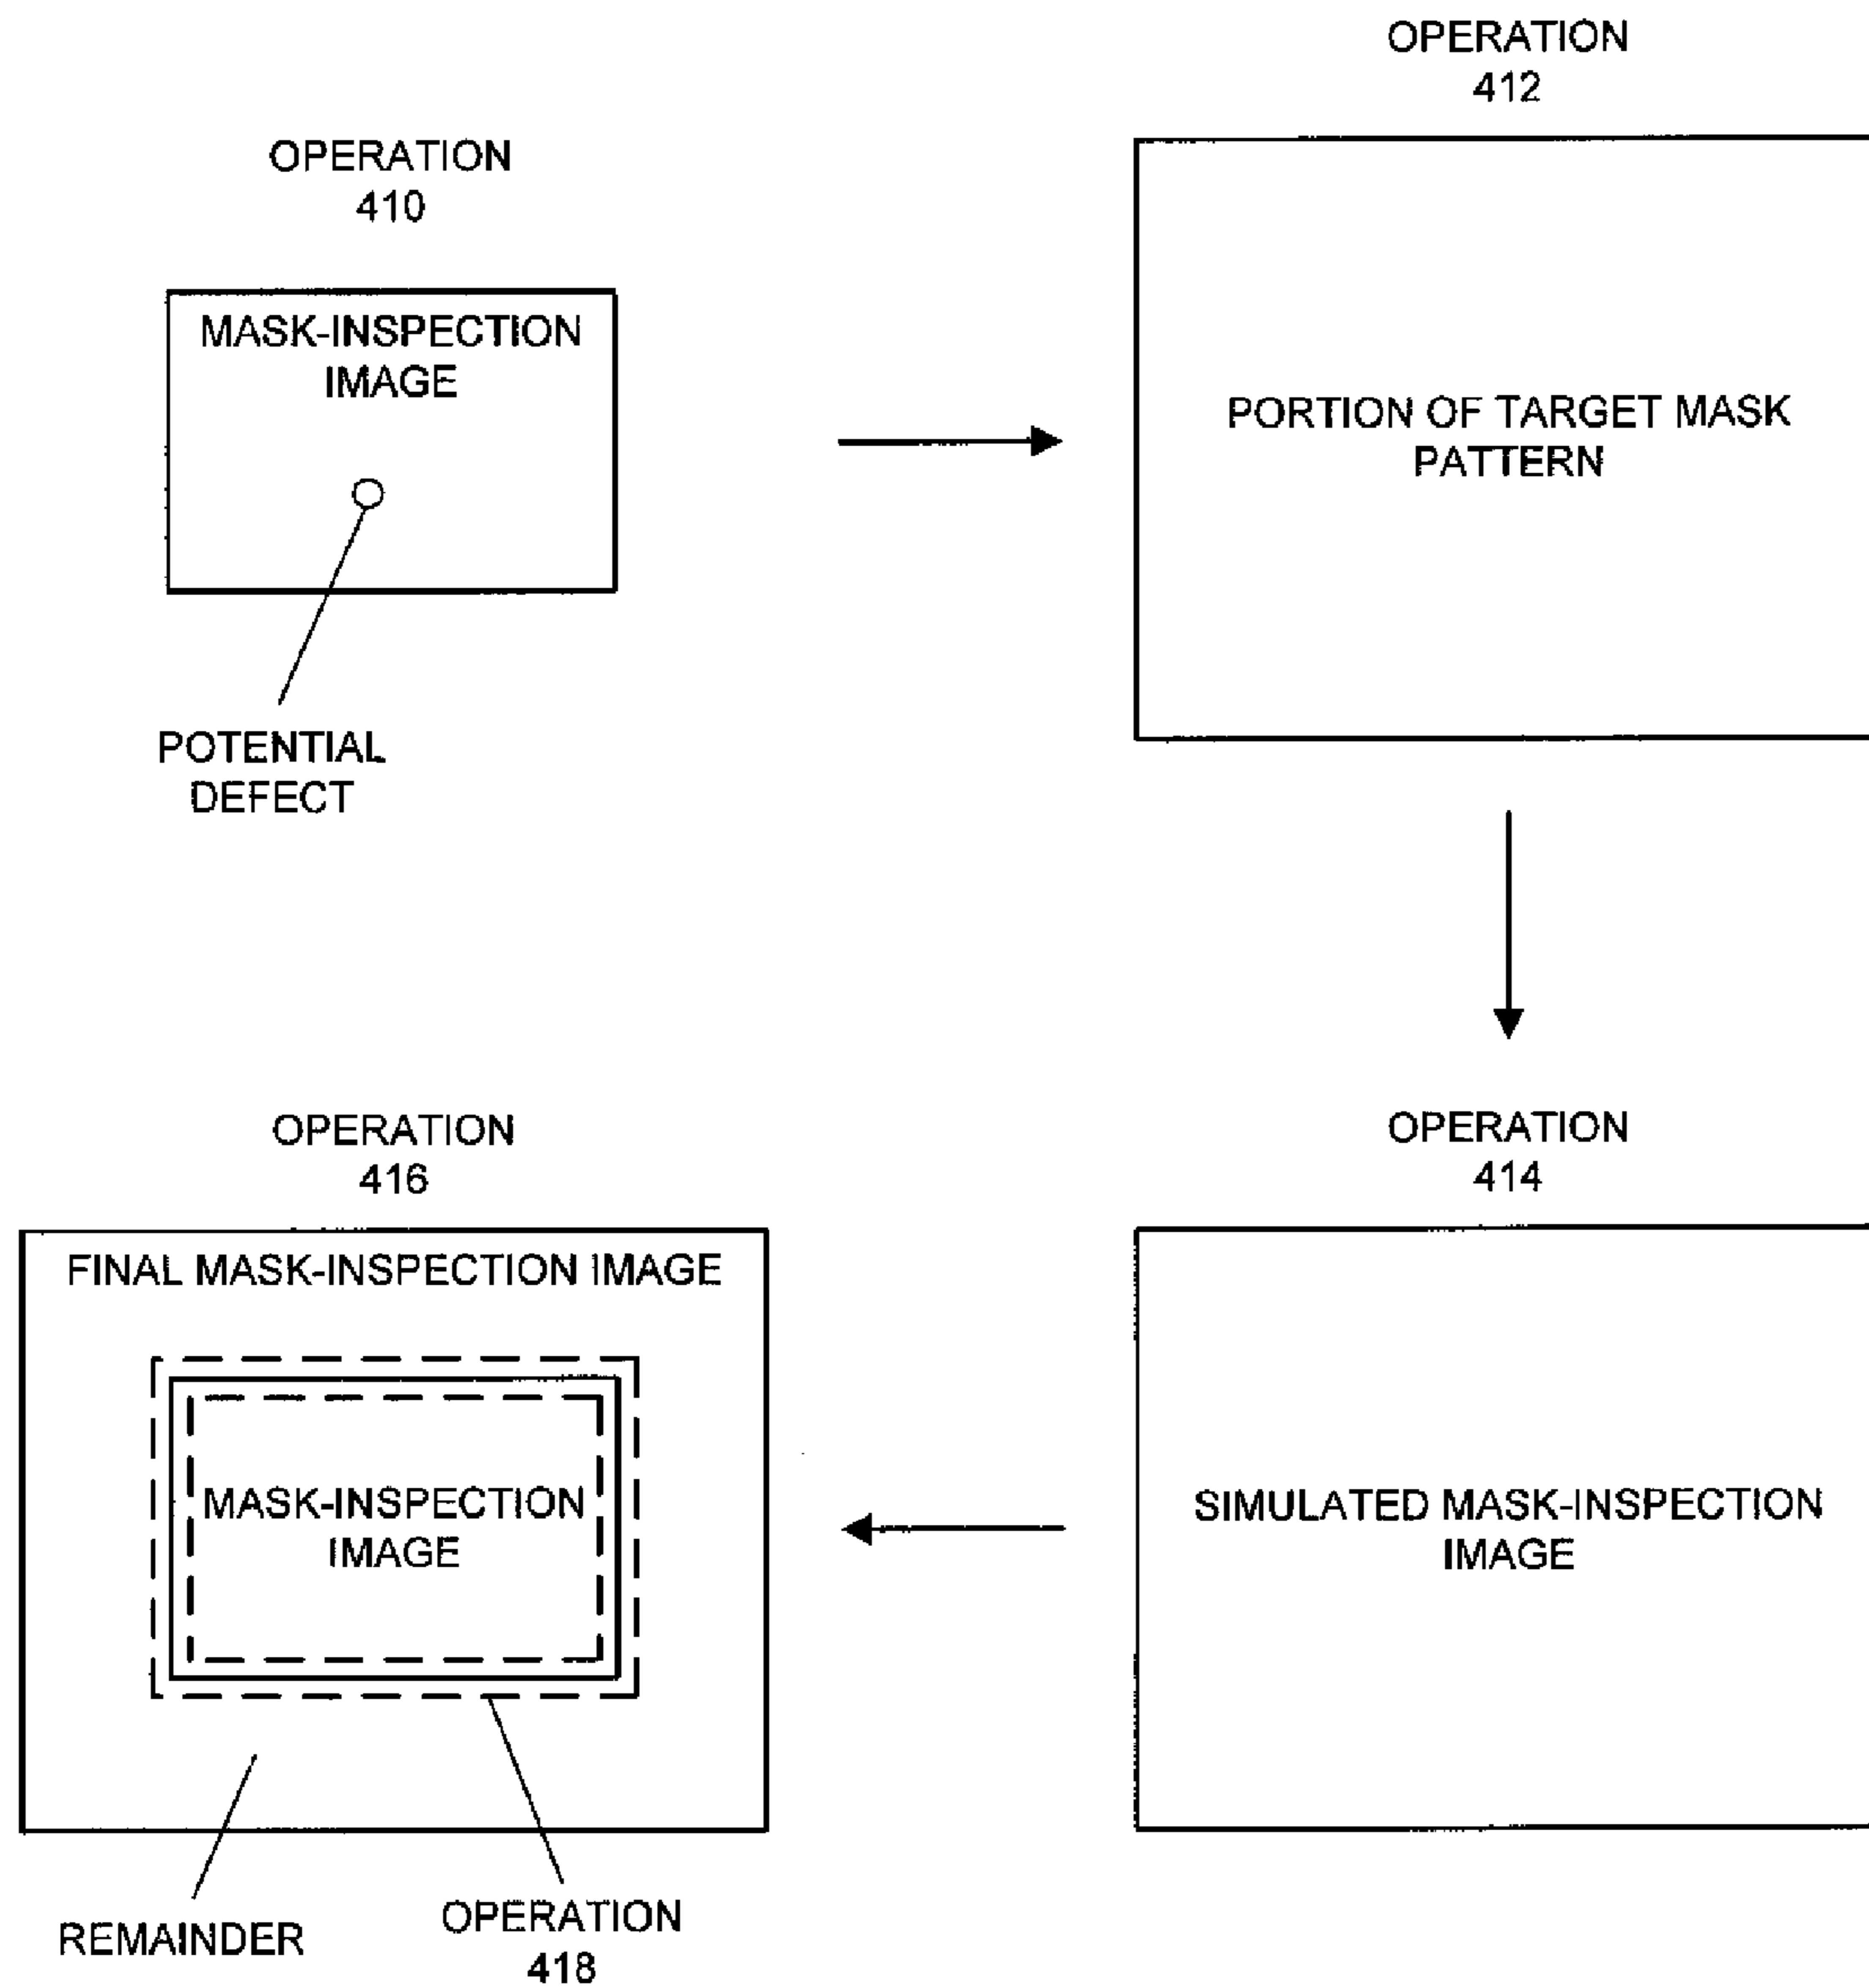 OPERATION
410
MASK-INSPECTION
IMAGE
POTENTIAL
DEFECT
OPERATION
412
PORTION OF TARGET MASK
PATTERN
OPERATION
414
SIMULATED MASK-INSPECTION
IMAGE
OPERATION
416
FINAL MASK-INSPECTION IMAGE
MASK-INSPECTION
IMAGE
REMAINDER
OPERATION
418